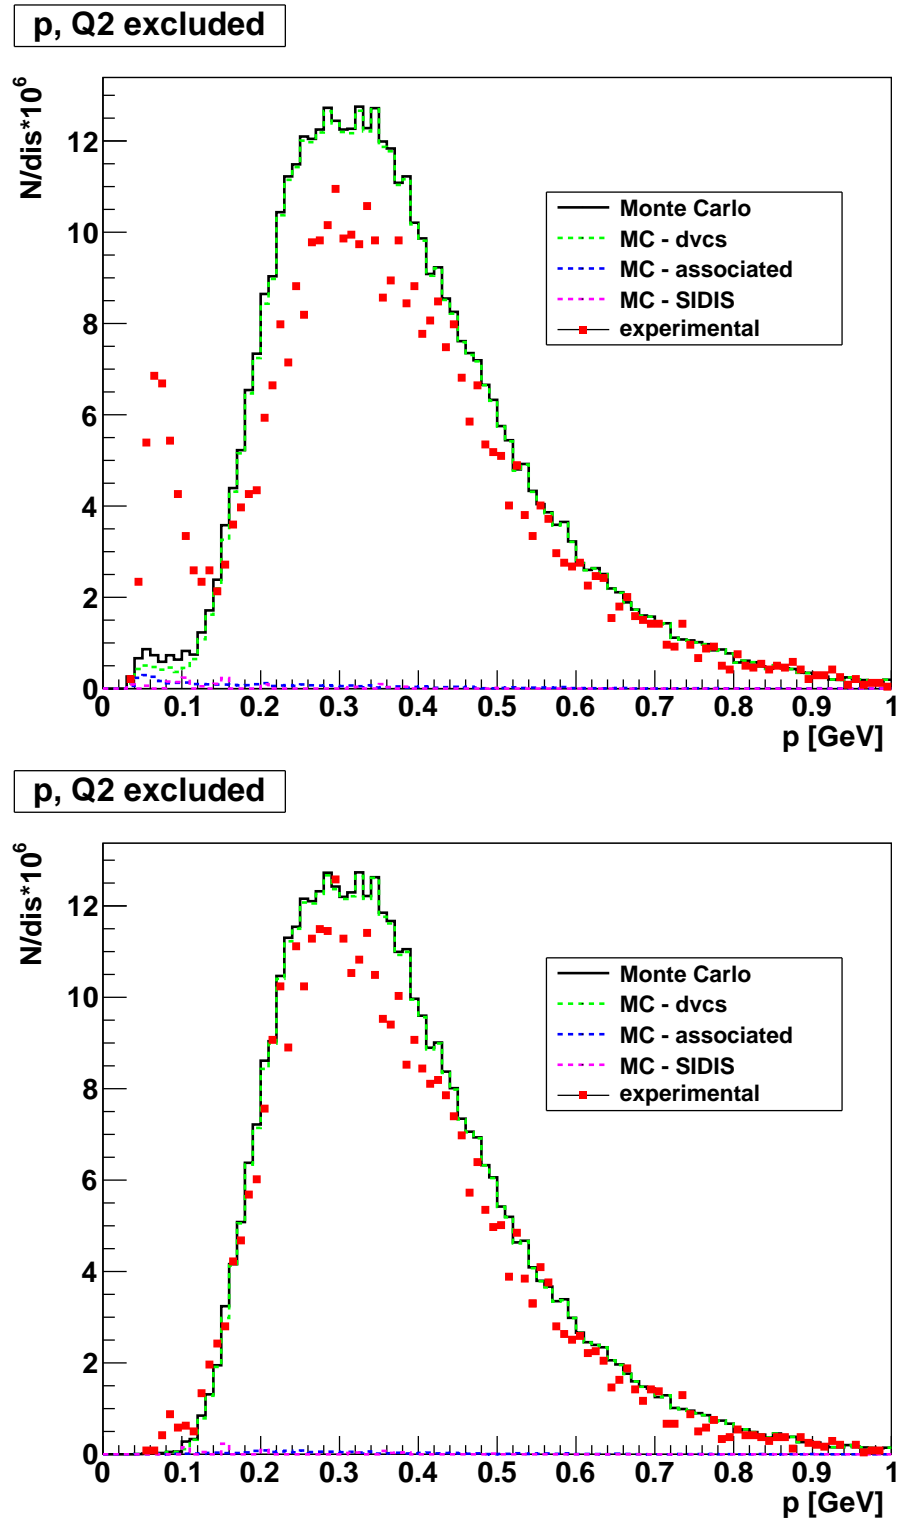 p, Q2 excluded
N/dis*10^6
12
10
8
6
4
2
0
Monte Carlo
MC - dvcs
MC - associated
MC - SIDIS
experimental
0 0.1 0.2 0.3 0.4 0.5 0.6 0.7 0.8 0.9 1
p [GeV]
p, Q2 excluded
N/dis*10^6
12
10
8
6
4
2
0
Monte Carlo
MC - dvcs
MC - associated
MC - SIDIS
experimental
0 0.1 0.2 0.3 0.4 0.5 0.6 0.7 0.8 0.9 1
p [GeV]